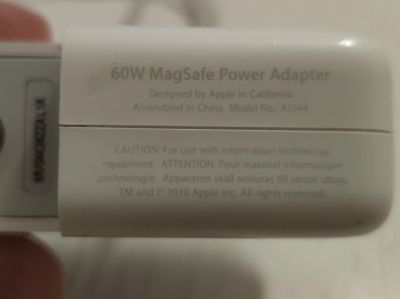 60W MagSafe Power Adapter
Designed by Apple in California
Assembled in China Model No.: A1344
CAUTION: For use with information technology
equipment. ATTENTION: Pour materiel informatique
technologie. Apparaten skall anslutas till jordat uttag.
TM and © 2010 Apple Inc. All rights reserved.